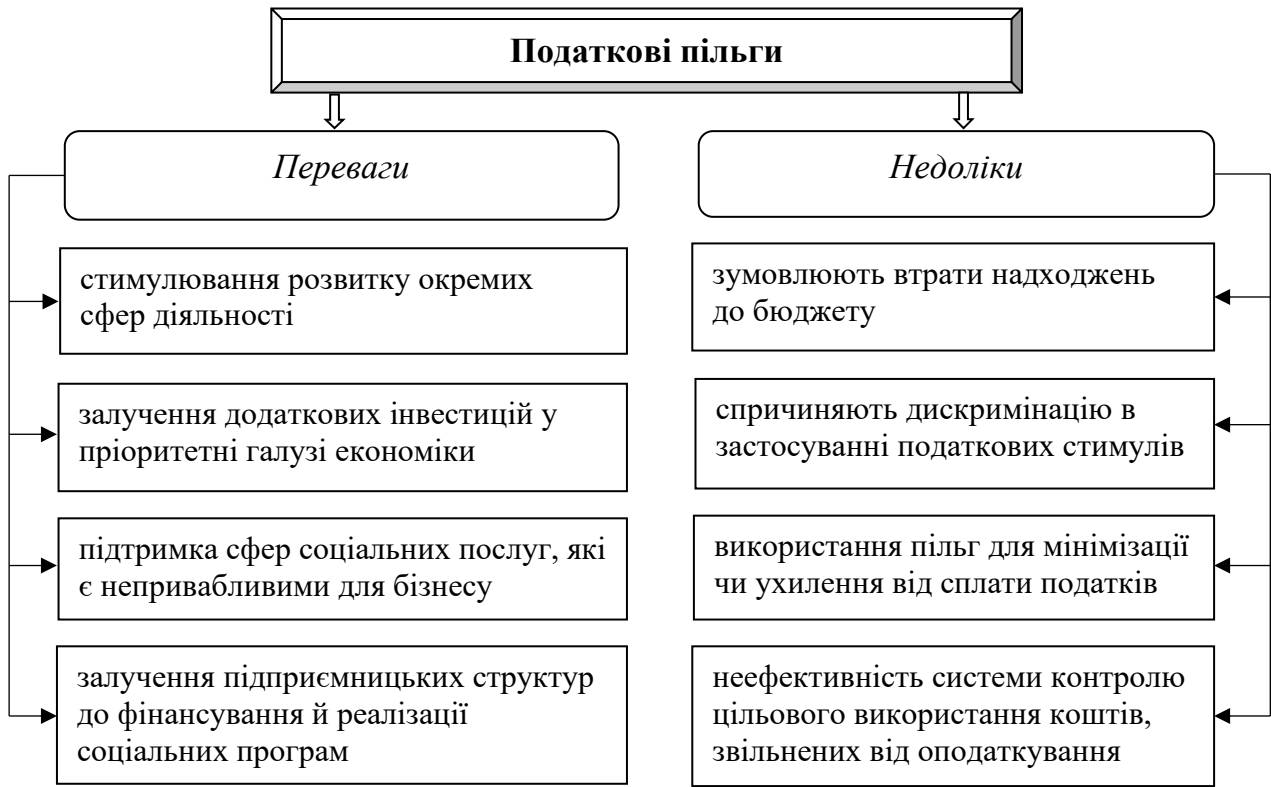 Податкові пільги
Переваги
стимулювання розвитку окремих
сфер діяльності
залучення додаткових інвестицій у
пріоритетні галузі економіки
підтримка сфер соціальних послуг, які
є непривабливими для бізнесу
залучення підприємницьких структур
до фінансування й реалізації
соціальних програм
Недоліки
зумовлюють втрати надходжень
до бюджету
спричиняють дискримінацію в
застосуванні податкових стимулів
використання пільг для мінімізації
чи ухилення від сплати податків
неефективність системи контролю
цільового використання коштів,
звільнених від оподаткування